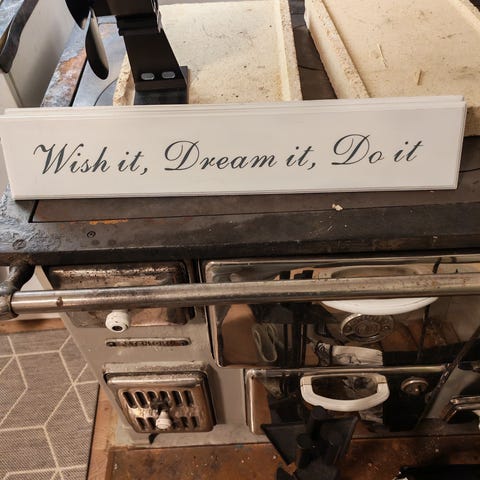 Wish it, Dream it, Do it